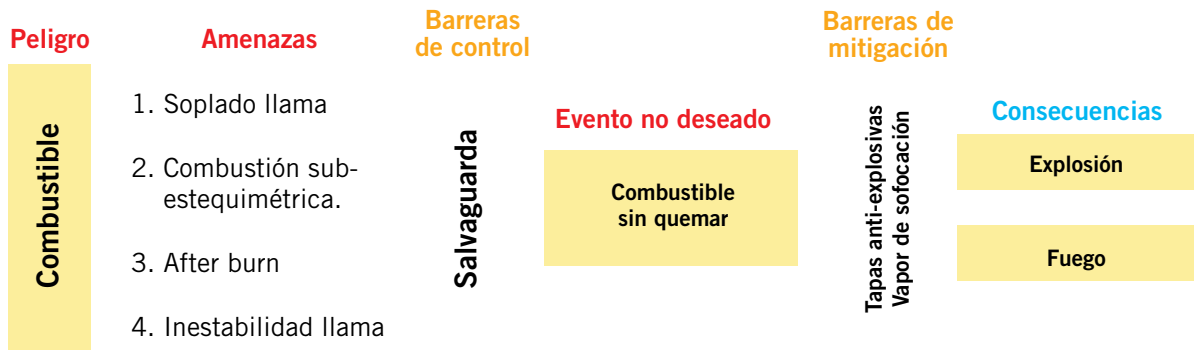 Peligro
Combustible
Amenazas
1. Soplado llama
2. Combustión sub-
estequimétrica.
3. After burn
4. Inestabilidad llama
Barreras
de control
Salvaguarda
Evento no deseado
Combustible
sin quemar
Barreras de
mitigación
Tapas anti-explosivas
Vapor de sofocación
Consecuencias
Explosión
Fuego